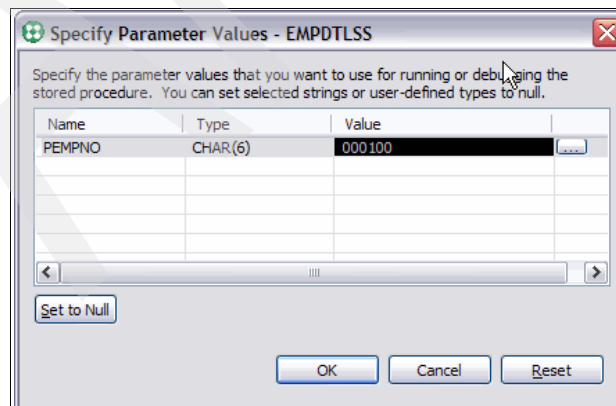 Specify Parameter Values - EMPDTLSS
Specify the parameter values that you want to use for running or debugging the
stored procedure. You can set selected strings or user-defined types to null.
Name Type Value
PEMPNO CHAR(6) 000100 ...
Set to Null
OK Cancel Reset